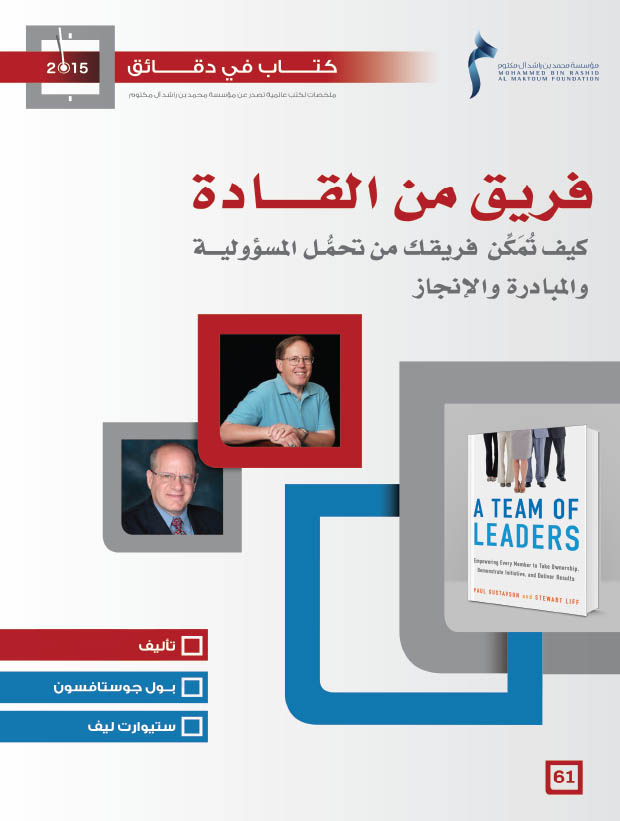 2015
كتاب في دقائق
ملخصات لكتب عالمية تصدر عن مؤسسة محمد بن راشد آل مكتوم
مؤسسة محمد بن راشد آل مكتوم
MOHAMMED BIN RASHID
AL MAKTOUM FOUNDATION
فريق من القادة
كيف تُمَكِّن فريقك من تحمُّل المسؤولية
والمبادرة والإنجاز
A TEAM OF
LEADERS
Empowering Every Member to Take Ownership,
Demonstrate Initiative, and Deliver Results
PAUL GUSTAFSON and STEWART LIFF
تأليف
بول جوستافسون
ستيوارت ليف
61